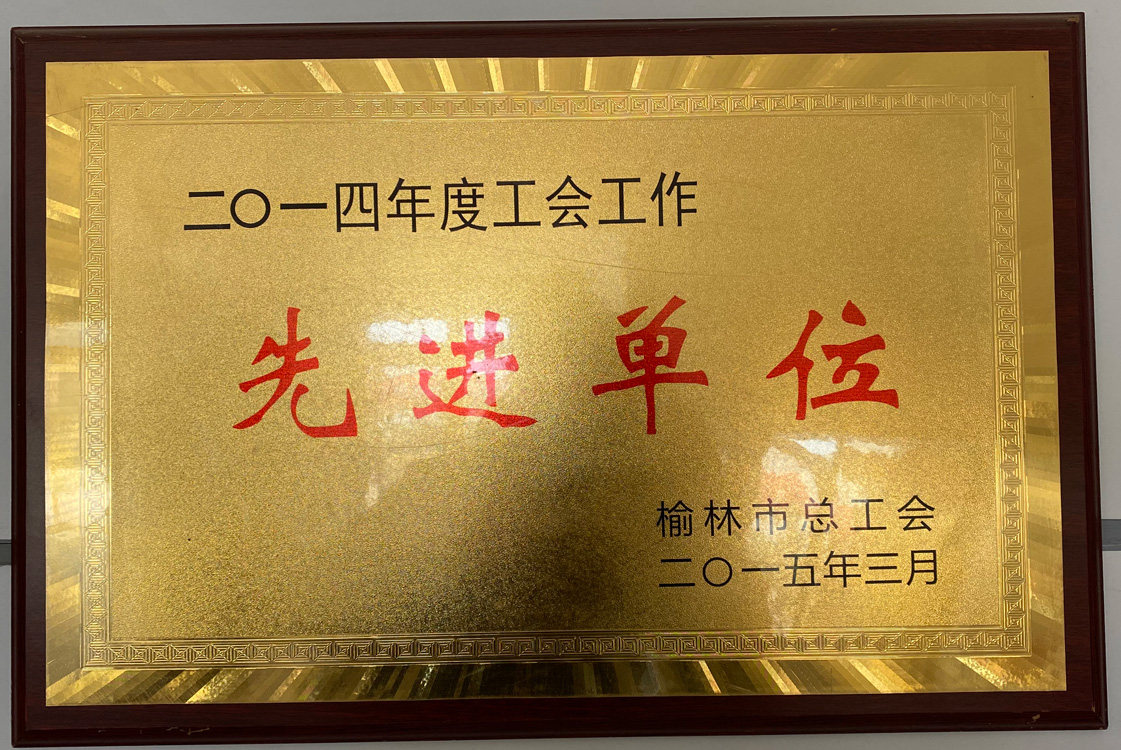 二〇一四年度工会工作
先进单位
榆林市总工会
二〇一五年三月